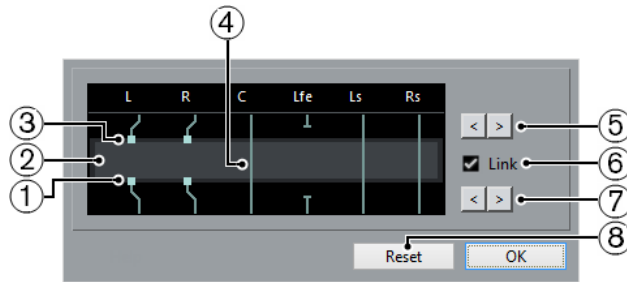 ④
L R C Lfe Ls Rs
③ < > ⑤
② Link ⑥
① < > ⑦
⑧
Reset OK